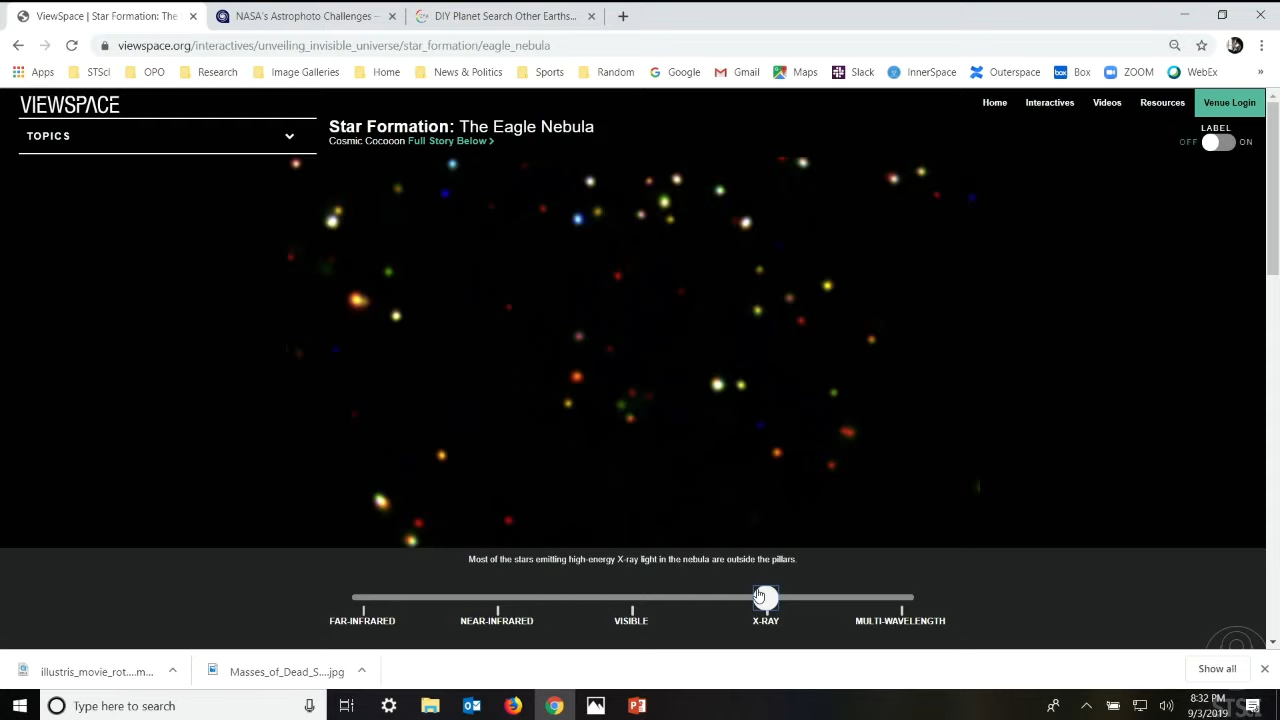 ViewSpace | Star Formation: The
NASA's Astrophoto Challenges –
DIY Planet Search Other Earths...
viewspace.org/interactives/unveiling_invisible_universe/star_formation/eagle_nebula
Apps STScI OPO Research Image Galleries Home News & Politics Sports Random Google Gmail Maps Slack InnerSpace Outerspace Box ZOOM WebEx »
VIEWSPACE
Home Interactives Videos Resources Venue Login
TOPICS
Star Formation: The Eagle Nebula
Cosmic Cocooon Full Story Below >
LABEL
OFF ON
Most of the stars emitting high-energy X-ray light in the nebula are outside the pillars.
FAR-INFRARED NEAR-INFRARED VISIBLE X-RAY MULTI-WAVELENGTH
illustris_movie_rot....m...
Masses_of_Dead_S....jpg
Show all
Type here to search
8:32 PM
9/3/2019
STScI